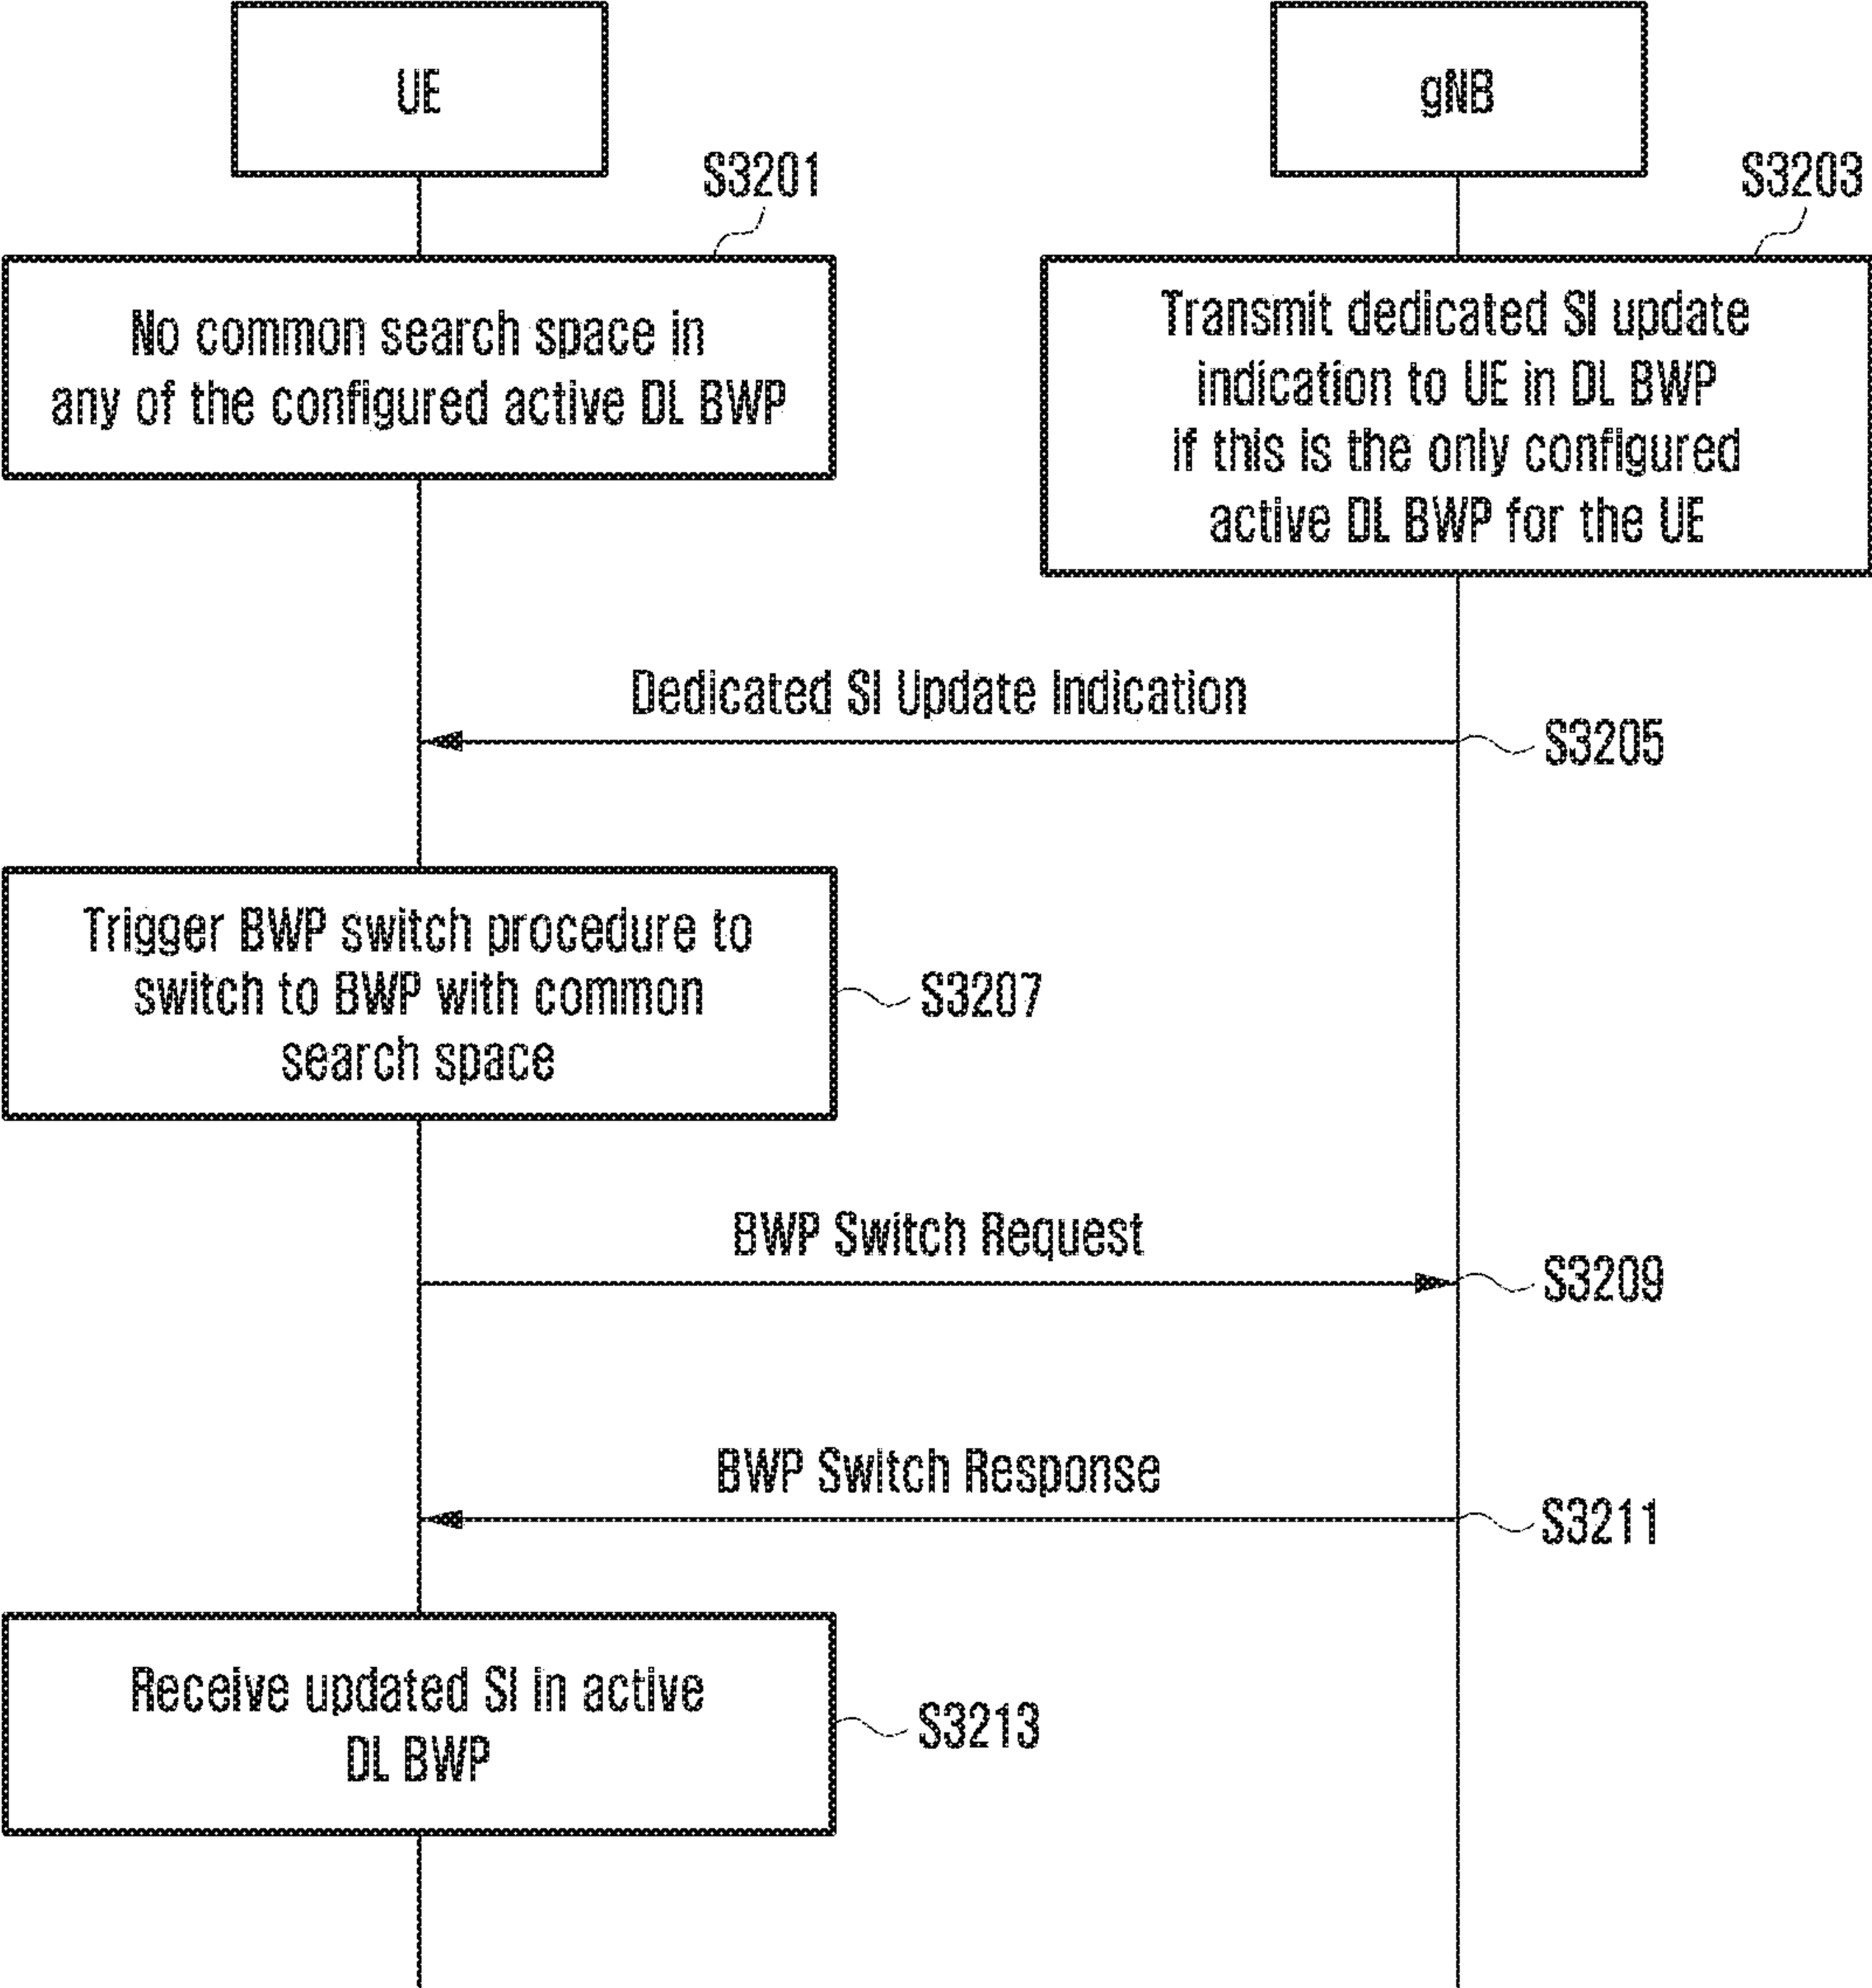 UE
gNB
S3201
S3203
No common search space in
any of the configured active DL BWP
Transmit dedicated SI update
indication to UE in DL BWP
if this is the only configured
active DL BWP for the UE
Dedicated SI Update Indication
S3205
Trigger BWP switch procedure to
switch to BWP with common
search space
S3207
BWP Switch Request
S3209
BWP Switch Response
S3211
Receive updated SI in active
DL BWP
S3213